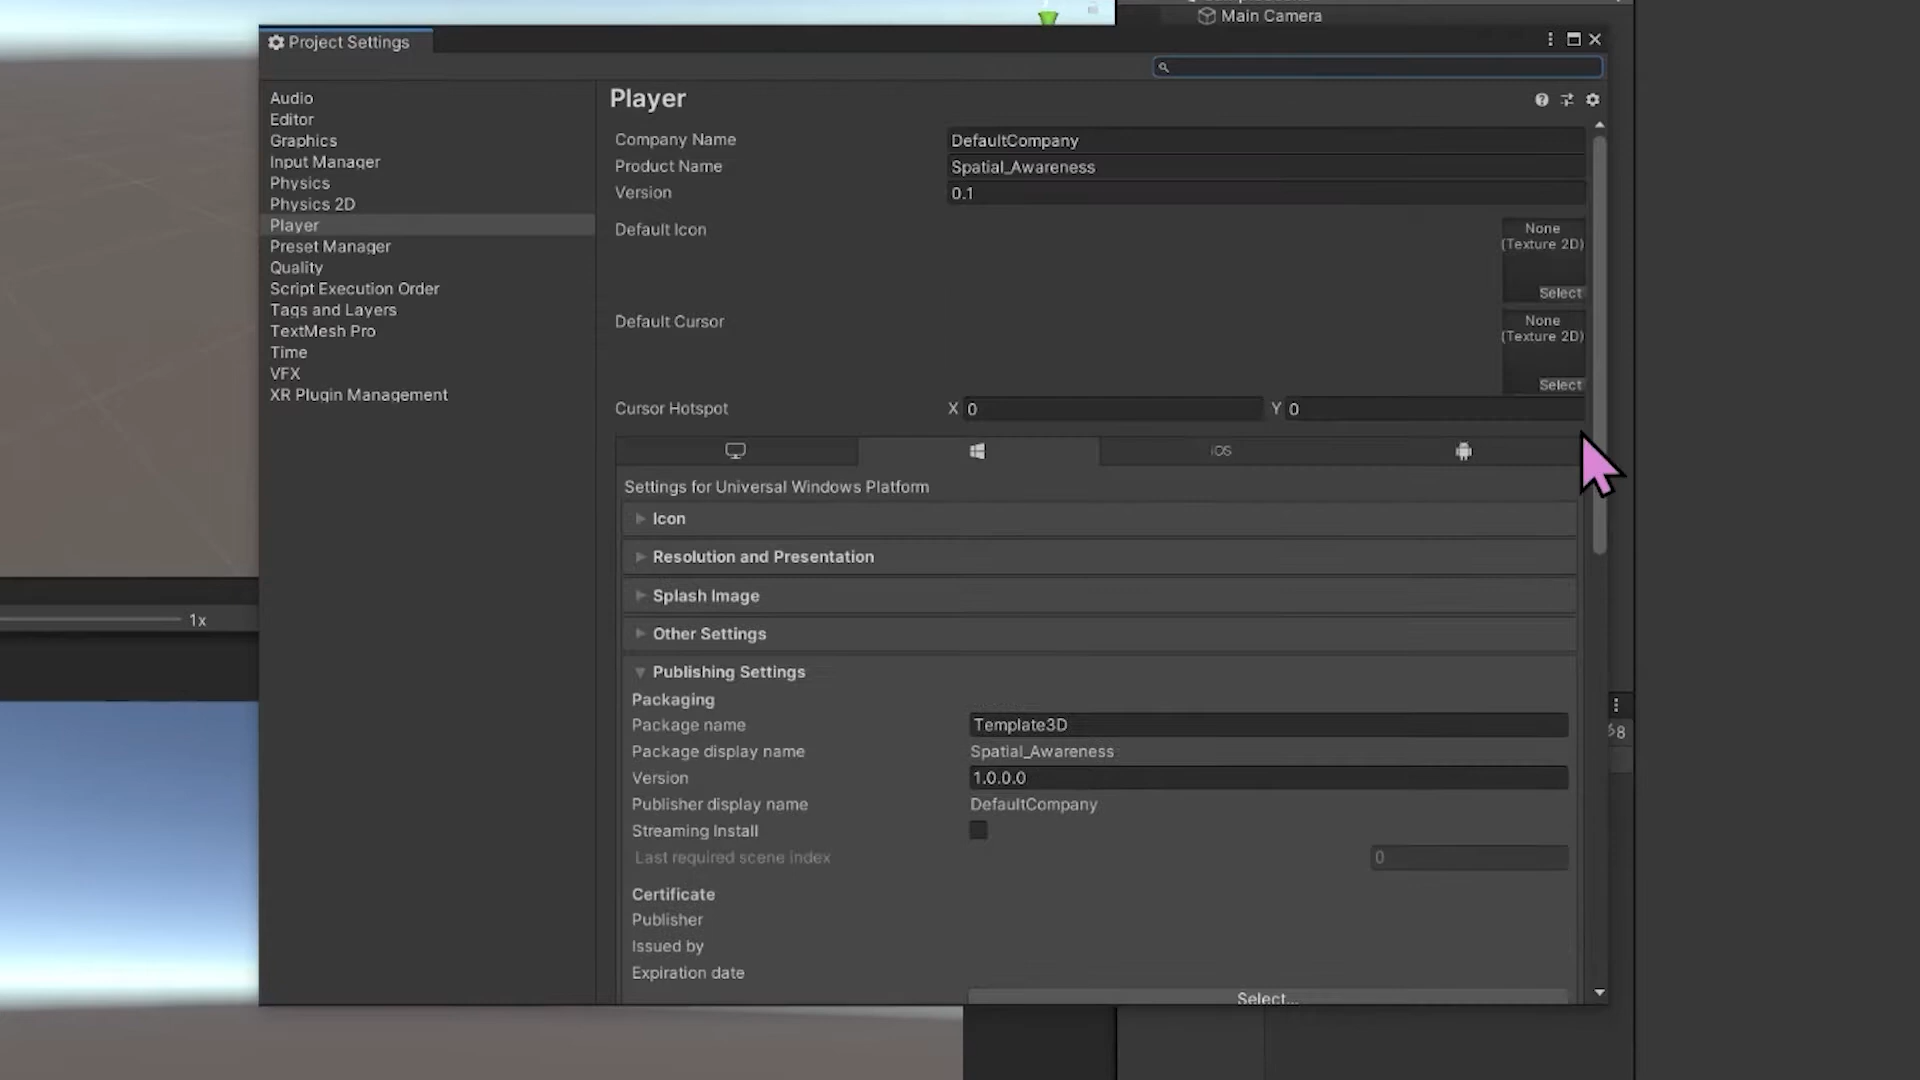 Main Camera
Project Settings
Audio
Editor
Graphics
Input Manager
Physics
Physics 2D
Player
Preset Manager
Quality
Script Execution Order
Tags and Layers
TextMesh Pro
Time
VFX
XR Plugin Management
Player
Company Name DefaultCompany
Product Name Spatial_Awareness
Version 0.1
Default Icon
None
(Texture 2D)
Select
Default Cursor
None
(Texture 2D)
Select
Cursor Hotspot X 0 Y 0
iOS
Settings for Universal Windows Platform
Icon
Resolution and Presentation
Splash Image
Other Settings
Publishing Settings
Packaging
Package name Template3D
Package display name Spatial_Awareness
Version 1.0.0.0
Publisher display name DefaultCompany
Streaming Install
Last required scene index 0
Certificate
Publisher
Issued by
Expiration date
Select...
1x
8